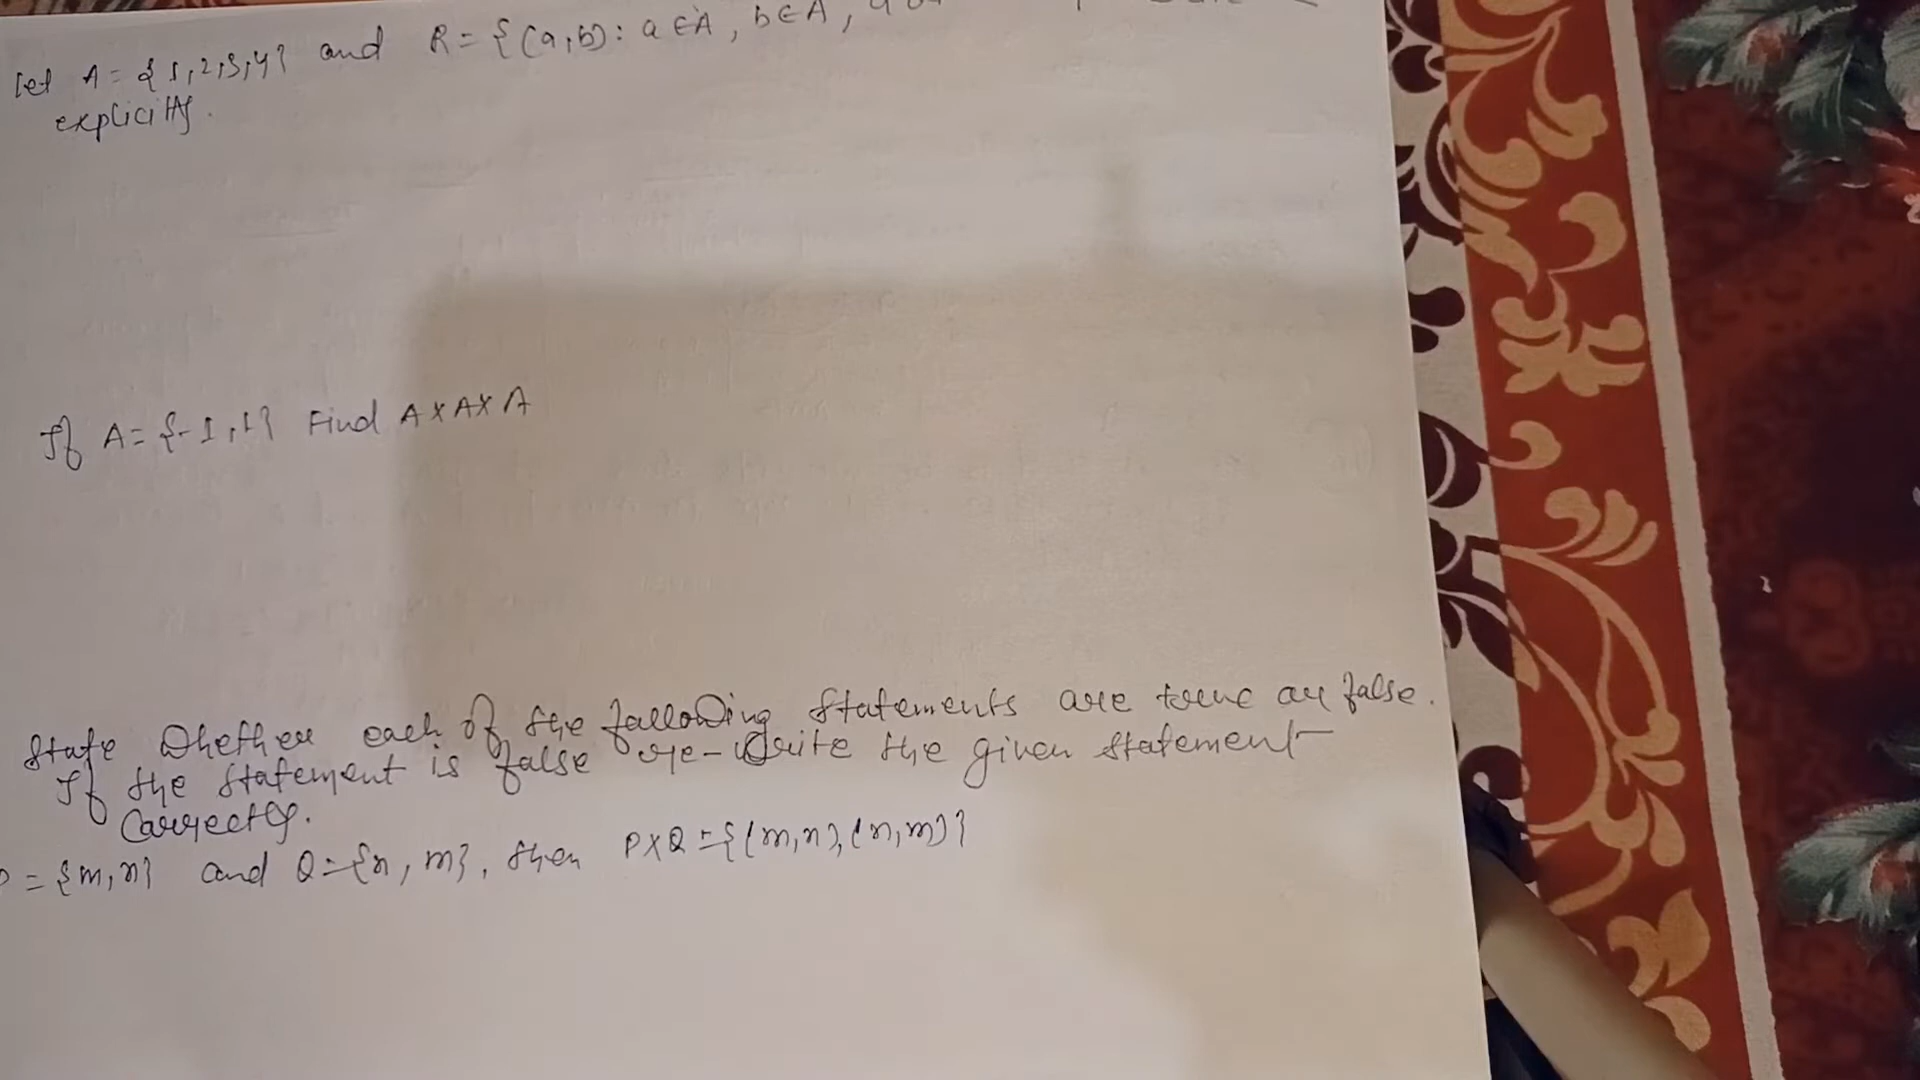 Let A = {1,2,3,4} and R = {(a,b): a ∈ A, b ∈ A,
explicitly.
If A = {-1,1} Find A×A×A
State whether each of the following statements are true or false.
If the statement is false re-write the given statement
correctly.
= {m,n} and Q = {n, m}, then P×Q = {(m,n),(n,m)}